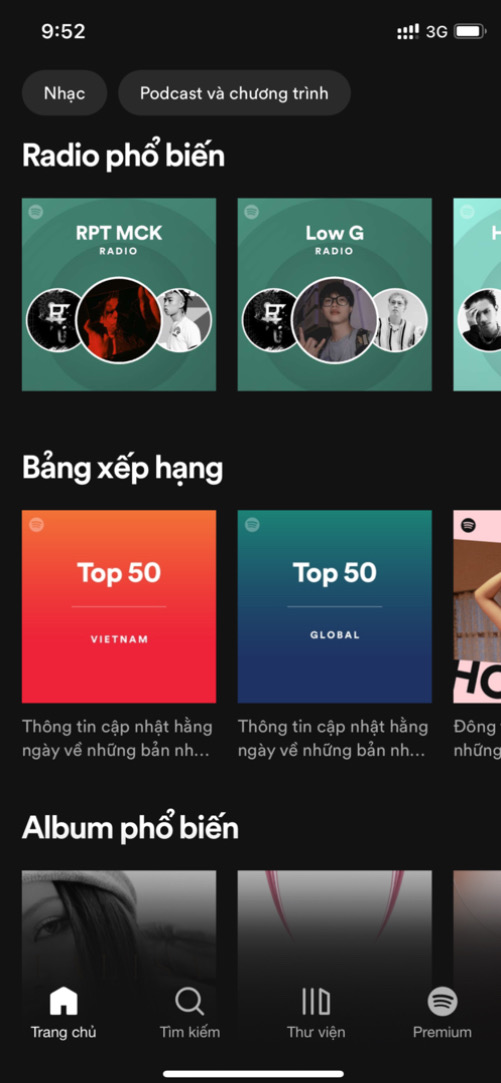 9:52
3G
Nhạc
Podcast và chương trình
Radio phổ biến
RPT MCK
RADIO
Low G
RADIO
Bảng xếp hạng
Top 50
VIETNAM
Top 50
GLOBAL
Thông tin cập nhật hằng
ngày về những bản nh...
Thông tin cập nhật hằng
ngày về những bản nh...
Đông
những
Album phổ biến
Trang chủ
Tìm kiếm
Thư viện
Premium